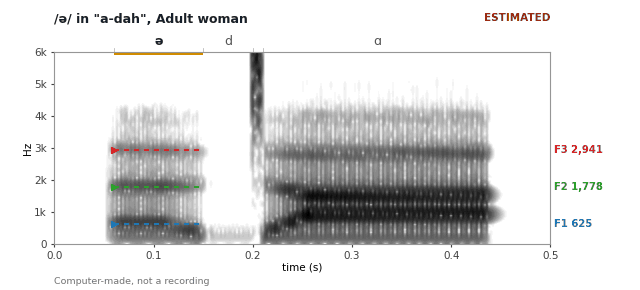 /ə/ in "a-dah", Adult woman
ESTIMATED
ə d ɑ
6k
5k
4k
3k
2k
1k
0
Hz
F3 2,941
F2 1,778
F1 625
0.0 0.1 0.2 0.3 0.4 0.5
time (s)
Computer-made, not a recording